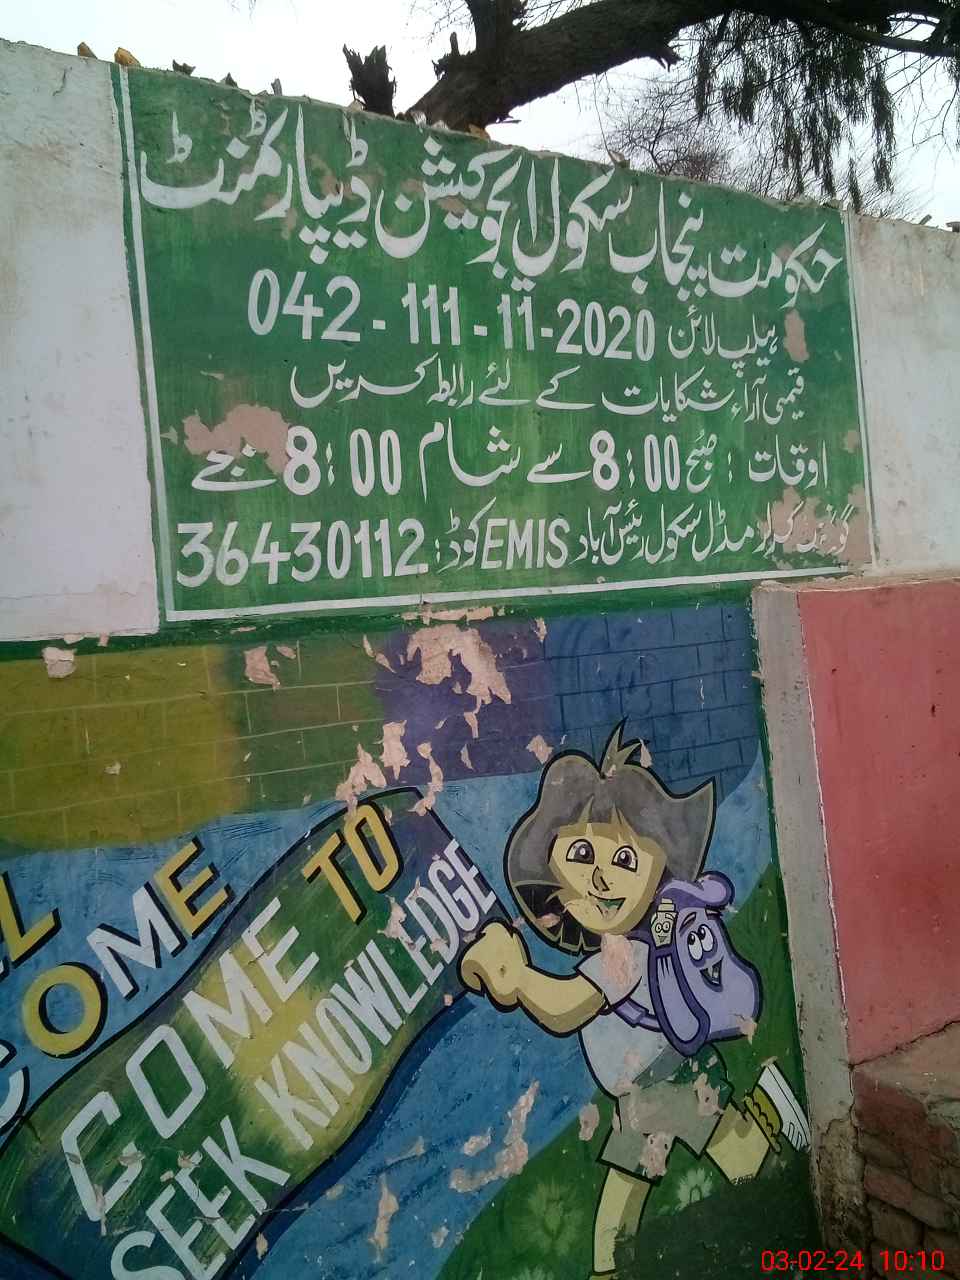 حکومت پنجاب سکول ایجوکیشن ڈیپارٹمنٹ
ہیلپ لائن 042-111-11-2020
قیمتی آراء شکایات کے لئے رابطہ کریں
اوقات : صبح 8:00 سے شام 8:00 بجے
گورنمنٹ گرلز مڈل سکول رئیس آباد EMIS کوڈ: 36430112
COME TO
COME TO
SEEK KNOWLEDGE
03-02-24 10:10